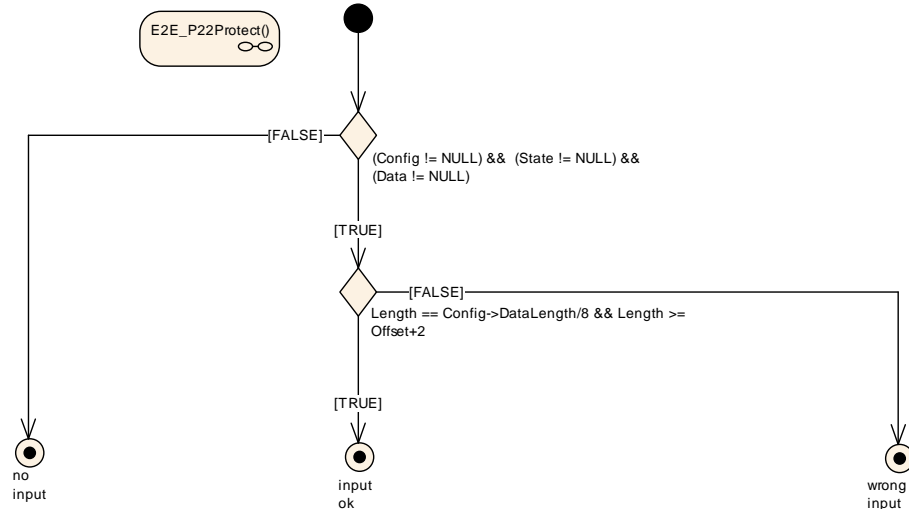 E2E_P22Protect()
[FALSE]
(Config != NULL) && (State != NULL) &&
(Data != NULL)
[TRUE]
[FALSE]
Length == Config->DataLength/8 && Length >=
Offset+2
[TRUE]
no
input
input
ok
wrong
input